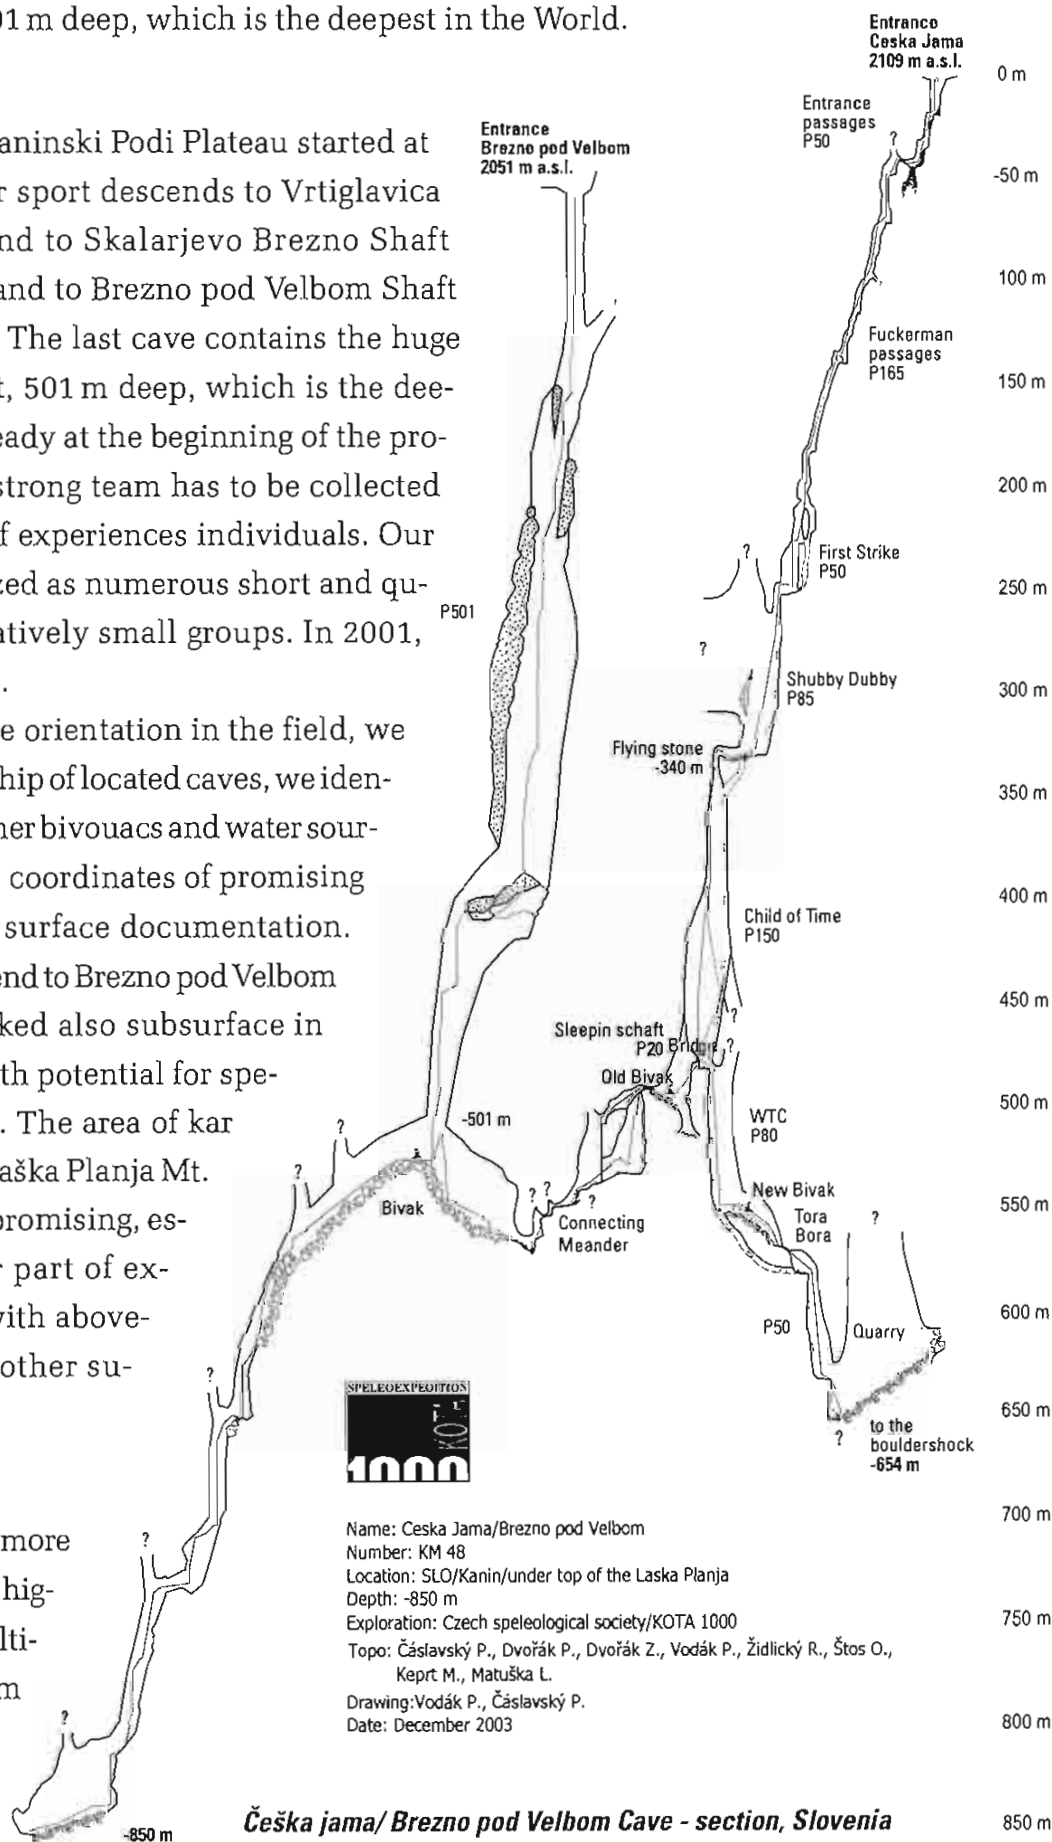 01 m deep, which is the deepest in the World.
aninski Podi Plateau started at
r sport descends to Vrtiglavica
nd to Skalarjevo Brezno Shaft
and to Brezno pod Velbom Shaft
. The last cave contains the huge
t, 501 m deep, which is the dee-
eady at the beginning of the pro-
strong team has to be collected
f experiences individuals. Our
zed as numerous short and qu-
atively small groups. In 2001,
.
e orientation in the field, we
hip of located caves, we iden-
ner bivouacs and water sour-
coordinates of promising
surface documentation.
end to Brezno pod Velbom
ked also subsurface in
th potential for spe-
. The area of kar
aška Planja Mt.
promising, es-
r part of ex-
with above-
other su-
more
hig-
lti-
m
Entrance
Brezno pod Velbom
2051 m a.s.l.
P501
-501 m
Bivak
? ? ? ? ?
-850 m
Entranco
Ceska Jama
2109 m a.s.l.
Entrance
passages
P50
?
Fuckerman
passages
P165
First Strike
P50
?
?
Shubby Dubby
P85
Flying stone
-340 m
Child of Time
P150
?
Sleepin schaft
P20 Bridge ?
Old Bivak
WTC
P80
? ?
?
Connecting
Meander
New Bivak
Tora
Bora
?
P50
Quarry
?
to the
bouldershock
-654 m
0 m
-50 m
100 m
150 m
200 m
250 m
300 m
350 m
400 m
450 m
500 m
550 m
600 m
650 m
700 m
750 m
800 m
850 m
SPELEOEXPEDITION
KOTA
1000
Name: Ceska Jama/Brezno pod Velbom
Number: KM 48
Location: SLO/Kanin/under top of the Laska Planja
Depth: -850 m
Exploration: Czech speleological society/KOTA 1000
Topo: Čáslavský P., Dvořák P., Dvořák Z., Vodák P., Židlický R., Štos O.,
Keprt M., Matuška L.
Drawing:Vodák P., Čáslavský P.
Date: December 2003
Češka jama/ Brezno pod Velbom Cave - section, Slovenia